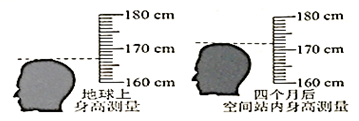 180 cm
170 cm
160 cm
地球上
身高测量
180 cm
170 cm
160 cm
四个月后
空间站内身高测量